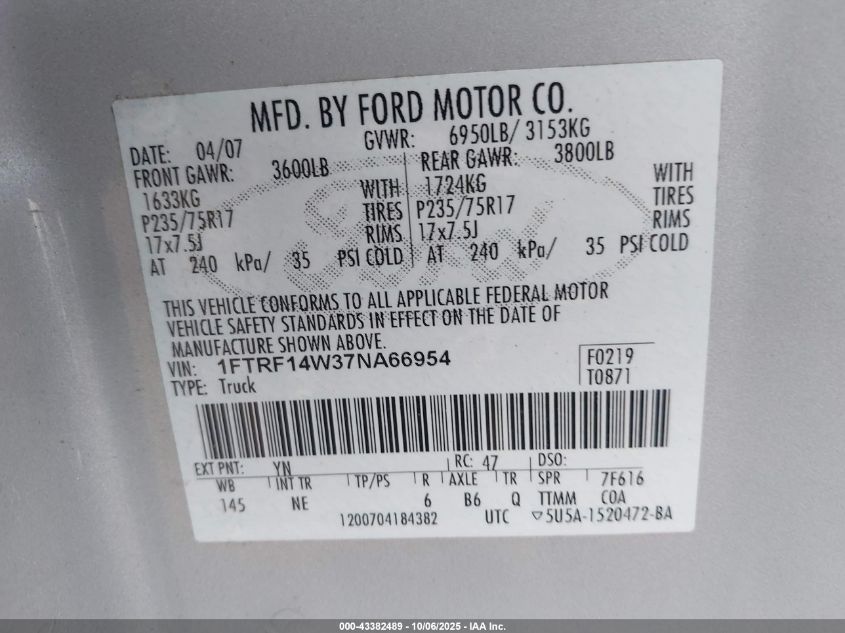 MFD. BY FORD MOTOR CO.
DATE: 04/07 GVWR: 6950LB/ 3153KG
FRONT GAWR: 3600LB REAR GAWR: 3800LB
1633KG WITH 1724KG WITH
P235/75R17 TIRES P235/75R17 TIRES
17x7.5J RIMS 17x7.5J RIMS
AT 240 kPa/ 35 PSI COLD AT 240 kPa/ 35 PSI COLD
Ford
THIS VEHICLE CONFORMS TO ALL APPLICABLE FEDERAL MOTOR
VEHICLE SAFETY STANDARDS IN EFFECT ON THE DATE OF
MANUFACTURE SHOWN ABOVE.
VIN: 1FTRF14W37NA66954 F0219
TYPE: Truck T0871
EXT PNT: YN RC: 47 DSO:
WB INT TR TP/PS R AXLE TR SPR 7F616
145 NE 6 B6 Q TTMM COA
1200704184382 UTC ▽5U5A-1520472-BA
000-43382489 - 10/06/2025 - IAA Inc.